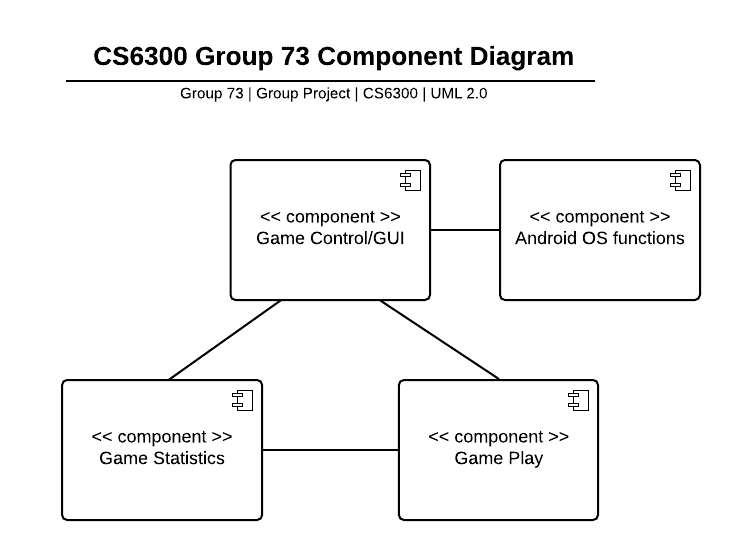 CS6300 Group 73 Component Diagram
Group 73 | Group Project | CS6300 | UML 2.0
<< component >>
Game Control/GUI
<< component >>
Android OS functions
<< component >>
Game Statistics
<< component >>
Game Play